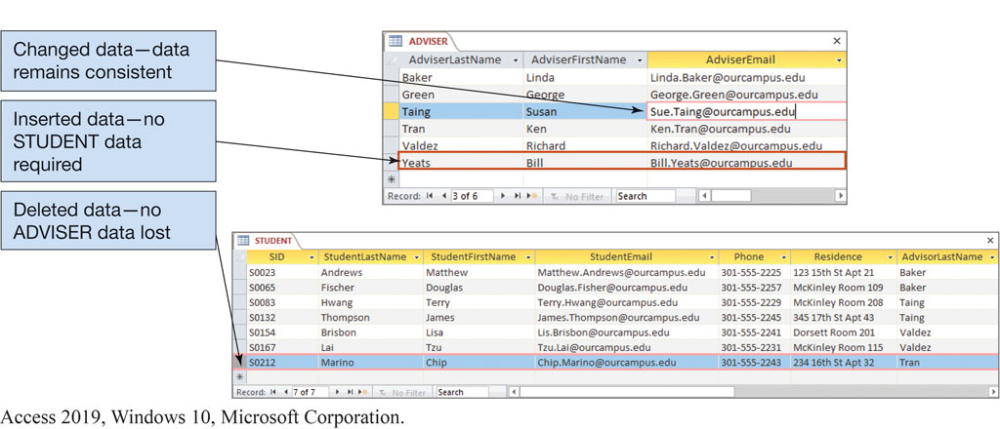 Changed data—data
remains consistent
Inserted data—no
STUDENT data
required
Deleted data—no
ADVISER data lost
ADVISER
AdviserLastName AdviserFirstName AdviserEmail
Baker Linda Linda.Baker@ourcampus.edu
Green George George.Green@ourcampus.edu
Taing Susan Sue.Taing@ourcampus.edu
Tran Ken Ken.Tran@ourcampus.edu
Valdez Richard Richard.Valdez@ourcampus.edu
Yeats Bill Bill.Yeats@ourcampus.edu
Record: 3 of 6 No Filter Search
STUDENT
SID StudentLastName StudentFirstName StudentEmail Phone Residence AdvisorLastName
S0023 Andrews Matthew Matthew.Andrews@ourcampus.edu 301-555-2225 123 15th St Apt 21 Baker
S0065 Fischer Douglas Douglas.Fisher@ourcampus.edu 301-555-2257 McKinley Room 109 Baker
S0083 Hwang Terry Terry.Hwang@ourcampus.edu 301-555-2229 McKinley Room 208 Taing
S0132 Thompson James James.Thompson@ourcampus.edu 301-555-2245 345 17th St Apt 43 Taing
S0154 Brisbon Lisa Lis.Brisbon@ourcampus.edu 301-555-2241 Dorsett Room 201 Valdez
S0167 Lai Tzu Tzu.Lai@ourcampus.edu 301-555-2231 McKinley Room 115 Valdez
S0212 Marino Chip Chip.Marino@ourcampus.edu 301-555-2243 234 16th St Apt 32 Tran
Record: 7 of 7 No Filter Search
Access 2019, Windows 10, Microsoft Corporation.